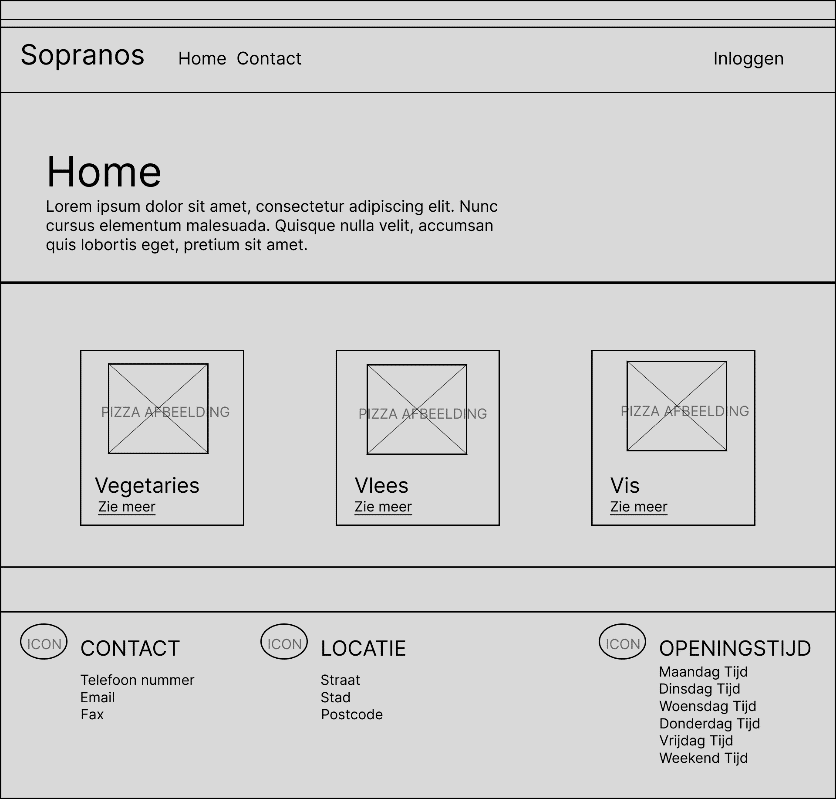 Sopranos
Home Contact
Inloggen
Home
Lorem ipsum dolor sit amet, consectetur adipiscing elit. Nunc
cursus elementum malesuada. Quisque nulla velit, accumsan
quis lobortis eget, pretium sit amet.
PIZZA AFBEELDING
Vegetaries
Zie meer
PIZZA AFBEELDING
Vlees
Zie meer
PIZZA AFBEELDING
Vis
Zie meer
ICON
CONTACT
Telefoon nummer
Email
Fax
ICON
LOCATIE
Straat
Stad
Postcode
ICON
OPENINGSTIJD
Maandag Tijd
Dinsdag Tijd
Woensdag Tijd
Donderdag Tijd
Vrijdag Tijd
Weekend Tijd